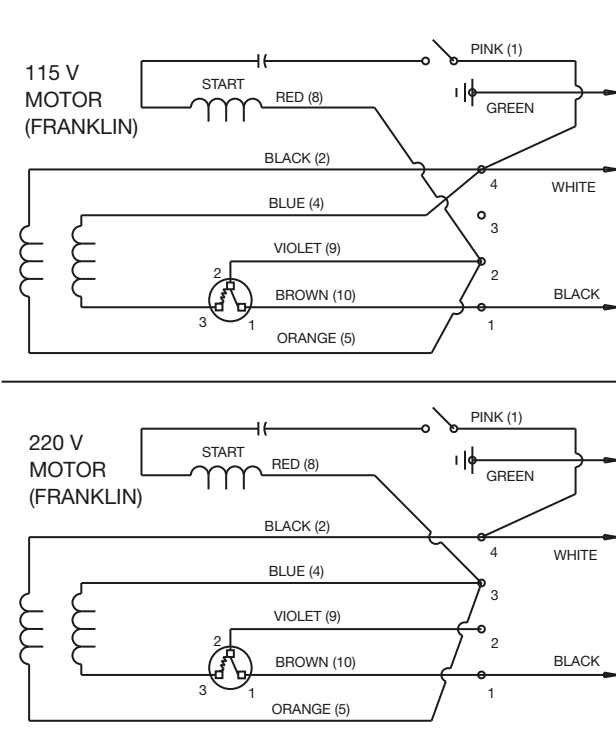 115 V
MOTOR
(FRANKLIN)
START
RED (8)
PINK (1)
GREEN
BLACK (2)
4
WHITE
BLUE (4)
3
VIOLET (9)
2
2
BROWN (10)
BLACK
3
1
1
ORANGE (5)
220 V
MOTOR
(FRANKLIN)
START
RED (8)
PINK (1)
GREEN
BLACK (2)
4
WHITE
BLUE (4)
3
VIOLET (9)
2
2
BROWN (10)
BLACK
3
1
1
ORANGE (5)